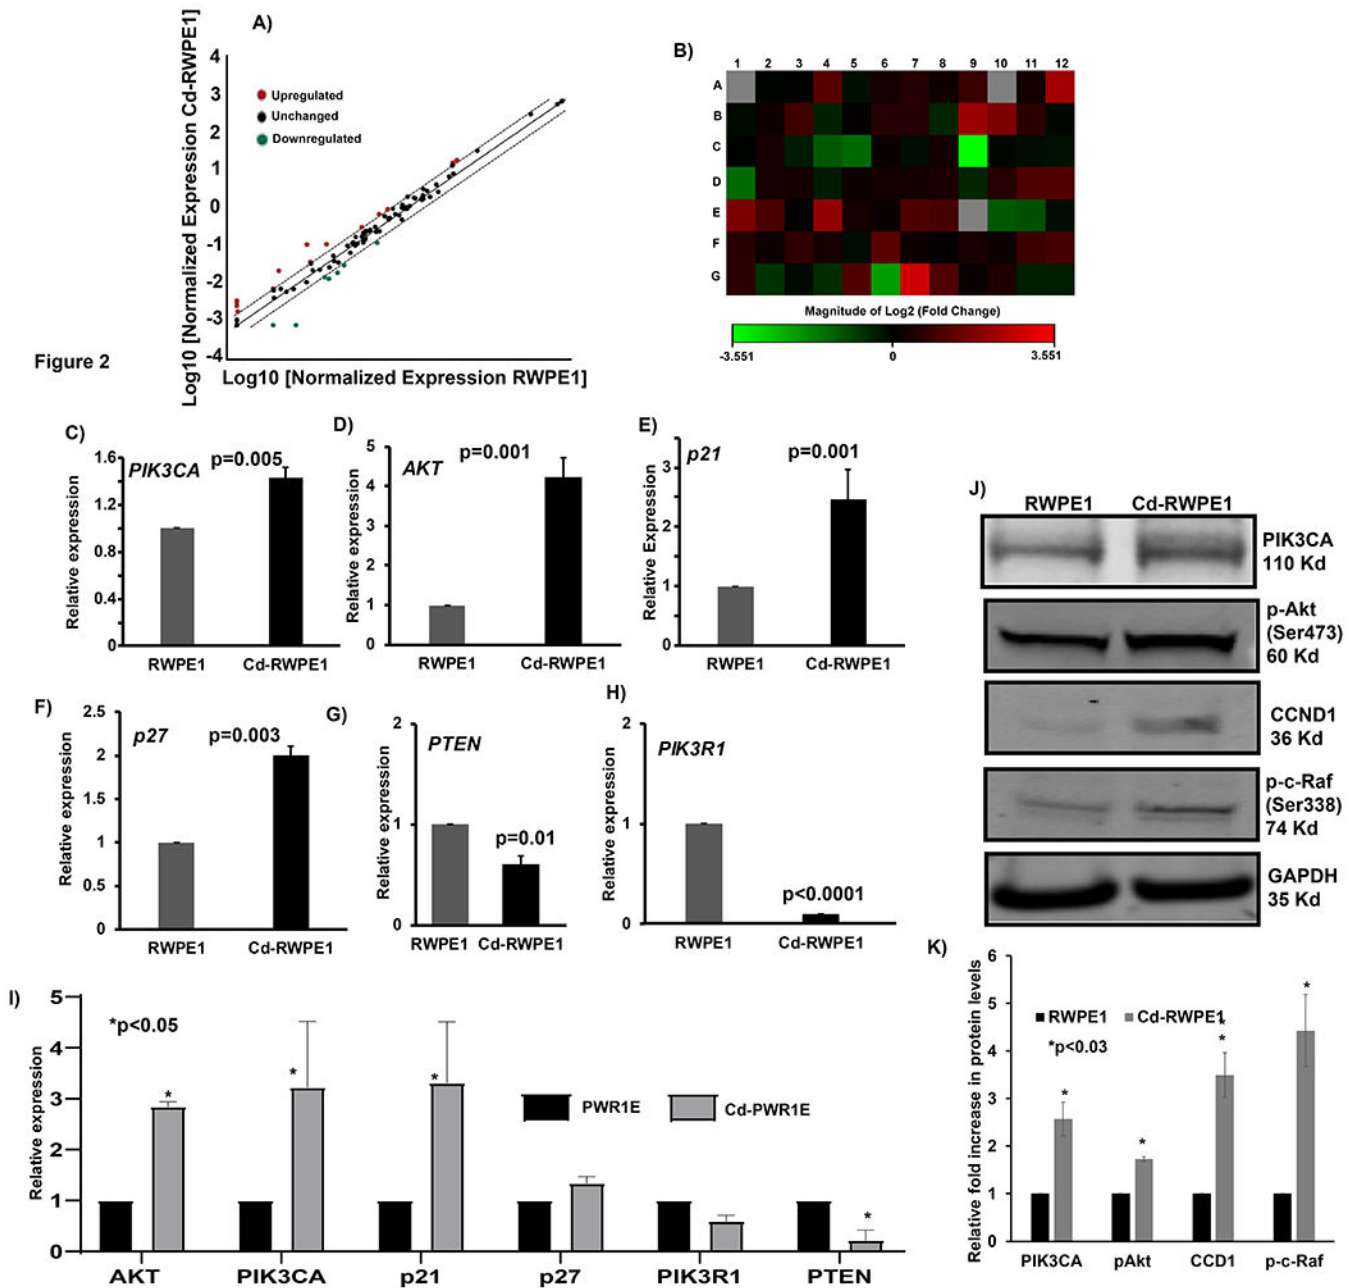 A)
Log10 [Normalized Expression Cd-RWPE1]
4
3
2
1
0
-1
-2
-3
-4
Upregulated
Unchanged
Downregulated
Log10 [Normalized Expression RWPE1]
Figure 2
B)
1 2 3 4 5 6 7 8 9 10 11 12
A
B
C
D
E
F
G
Magnitude of Log2 (Fold Change)
-3.551 0 3.551
C)
Relative expression
1.6
1.2
0.8
0.4
0
PIK3CA
p=0.005
RWPE1 Cd-RWPE1
D)
Relative expression
5
4
3
2
1
0
AKT
p=0.001
RWPE1 Cd-RWPE1
E)
Relative Expression
3
2
1
0
p21
p=0.001
RWPE1 Cd-RWPE1
F)
Relative expression
2.5
2
1.5
1
0.5
0
p27
p=0.003
RWPE1 Cd-RWPE1
G)
Relative expression
2
1
0
PTEN
p=0.01
RWPE1 Cd-RWPE1
H)
Relative expression
2
1
0
PIK3R1
p<0.0001
RWPE1 Cd-RWPE1
I)
Relative expression
5
4
3
2
1
0
*p<0.05
*
*
*
*
PWR1E
Cd-PWR1E
AKT PIK3CA p21 p27 PIK3R1 PTEN
J)
RWPE1 Cd-RWPE1
PIK3CA
110 Kd
p-Akt
(Ser473)
60 Kd
CCND1
36 Kd
p-c-Raf
(Ser338)
74 Kd
GAPDH
35 Kd
K)
Relative fold increase in protein levels
6
5
4
3
2
1
0
RWPE1 Cd-RWPE1
*p<0.03
*
*
*
*
*
PIK3CA pAkt CCD1 p-c-Raf